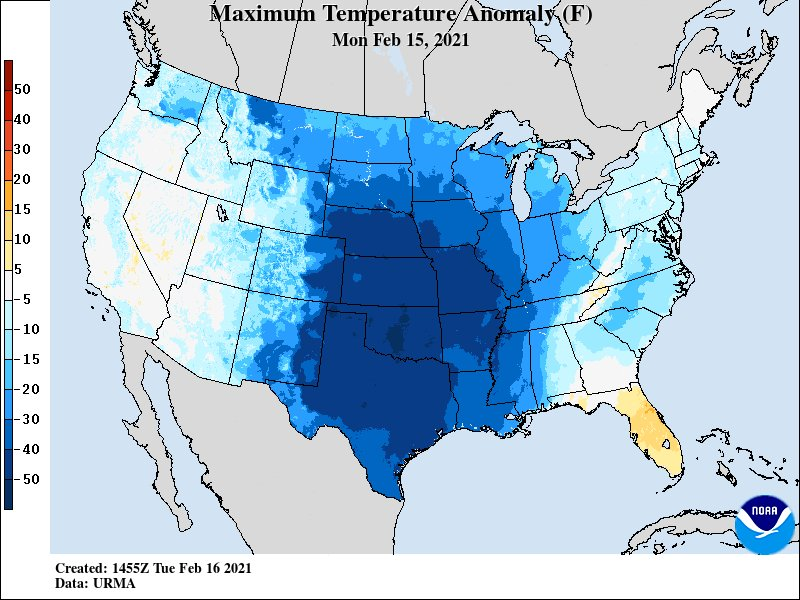 Maximum Temperature Anomaly (F)
Mon Feb 15, 2021
50
40
30
20
15
10
5
-5
-10
-15
-20
-30
-40
-50
NOAA
Created: 1455Z Tue Feb 16 2021
Data: URMA